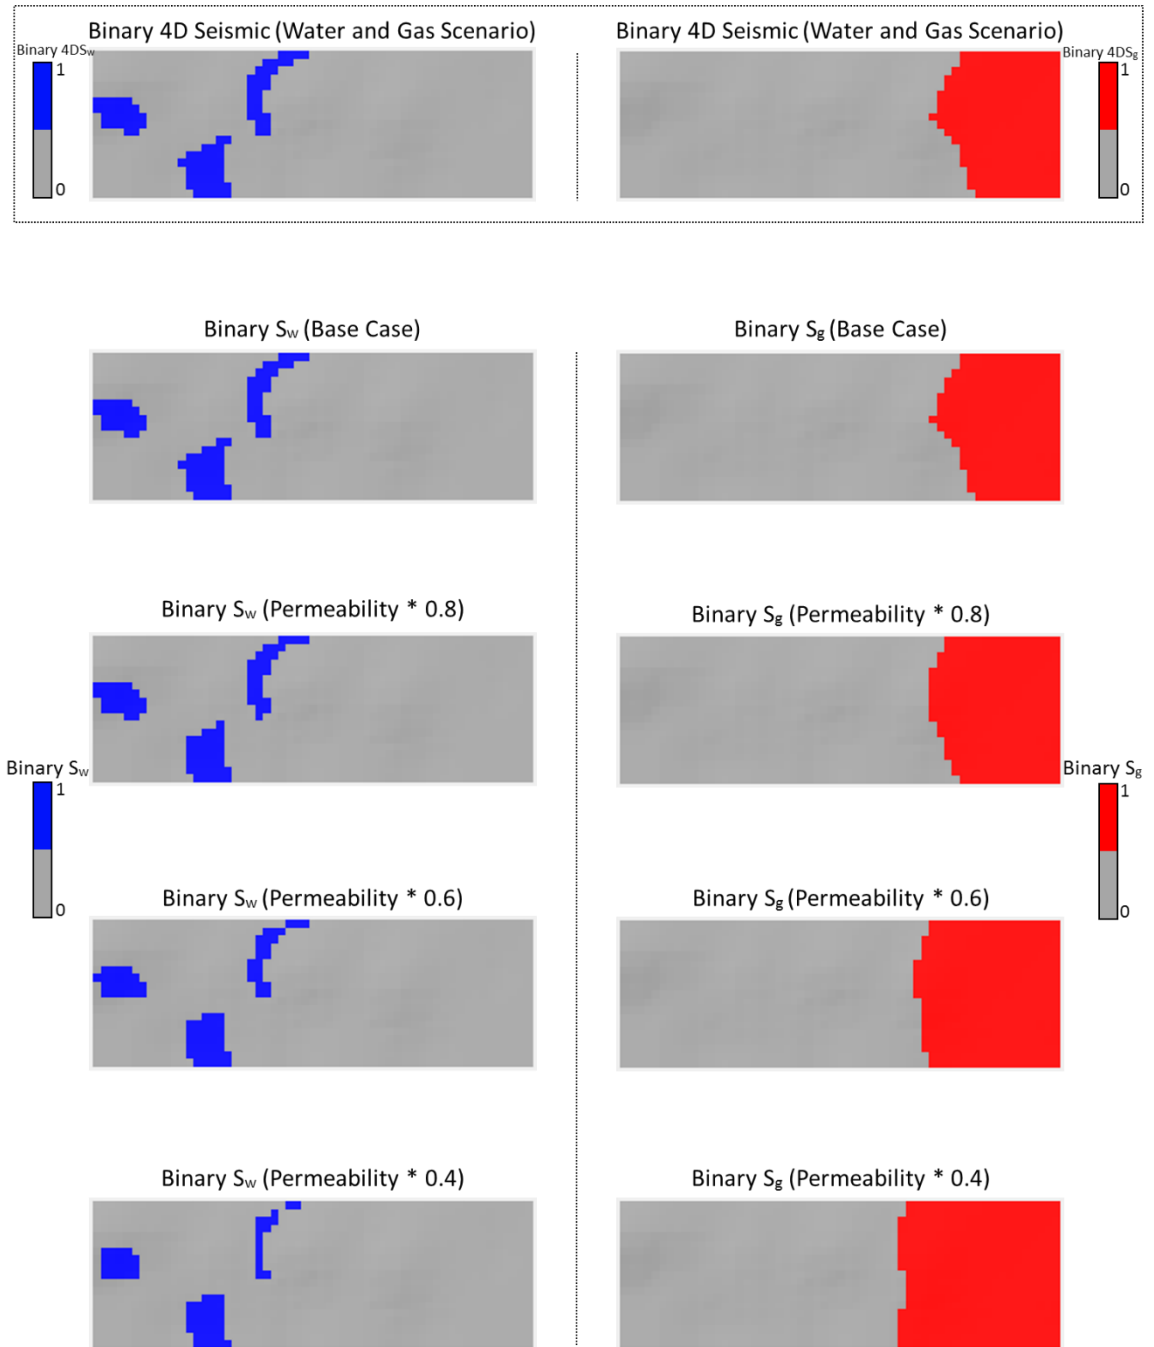 Binary 4D Seismic (Water and Gas Scenario)
Binary 4D Seismic (Water and Gas Scenario)
Binary 4DSw
1
0
Binary 4DSg
1
0
Binary Sw (Base Case)
Binary Sg (Base Case)
Binary Sw (Permeability * 0.8)
Binary Sg (Permeability * 0.8)
Binary Sw
1
0
Binary Sg
1
0
Binary Sw (Permeability * 0.6)
Binary Sg (Permeability * 0.6)
Binary Sw (Permeability * 0.4)
Binary Sg (Permeability * 0.4)